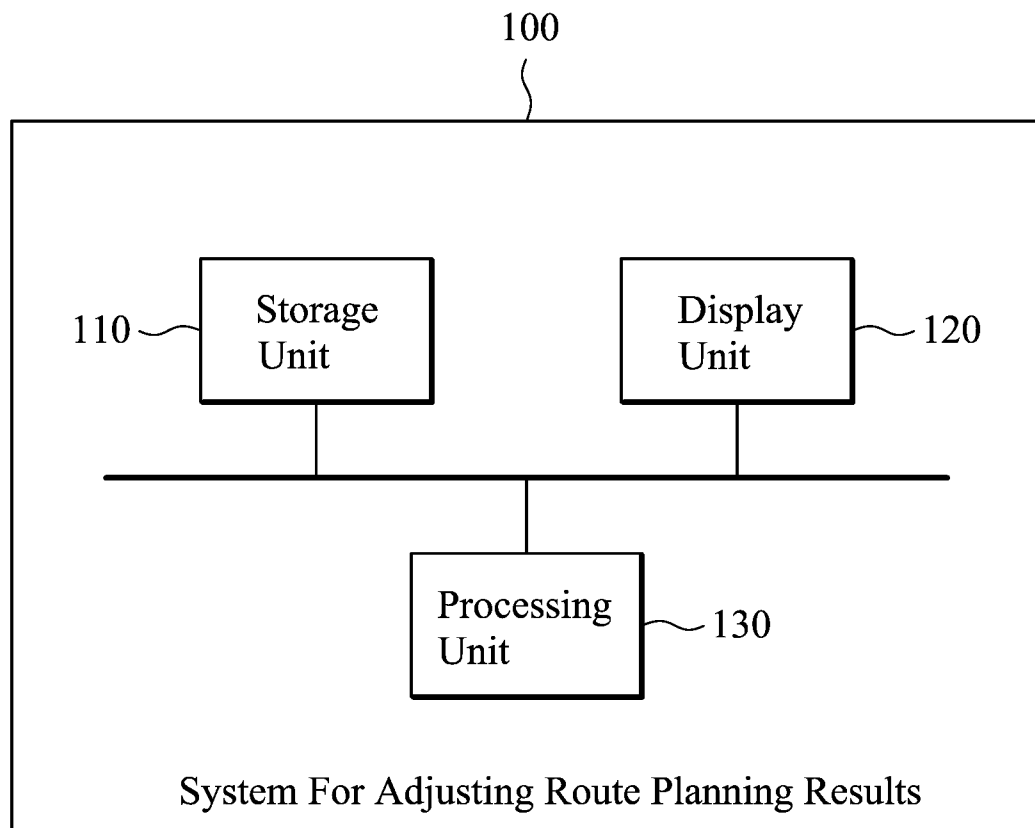 100
110
Storage
Unit
Display
Unit
120
Processing
Unit
130
System For Adjusting Route Planning Results